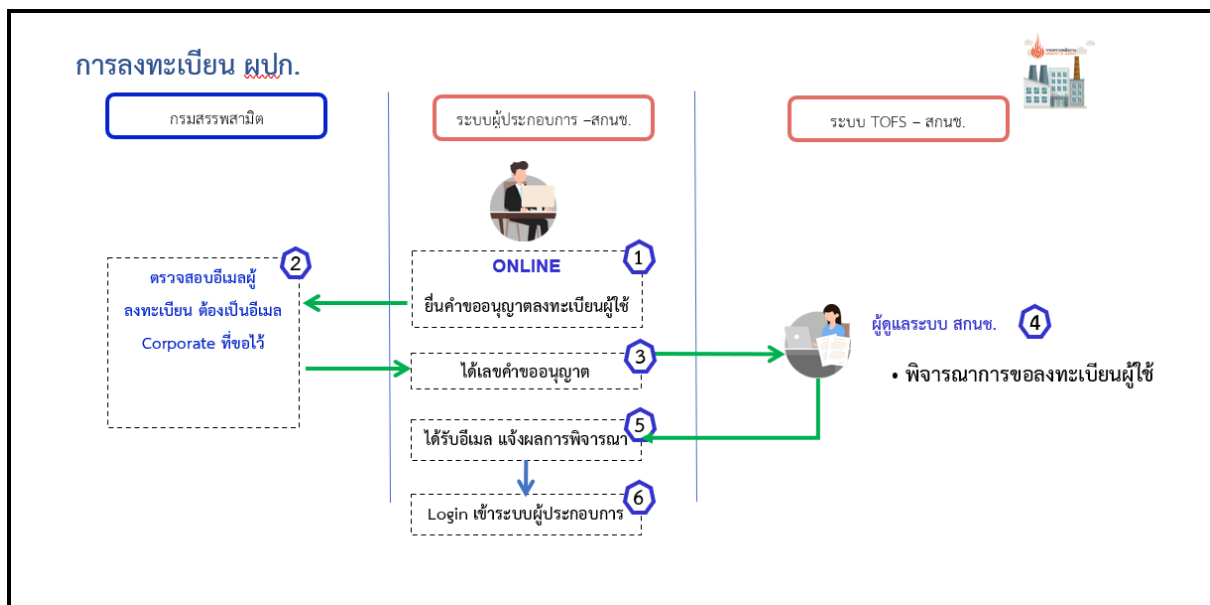 การลงทะเบียน ผปก.
กรมสรรพสามิต
ระบบผู้ประกอบการ –สกนช.
ระบบ TOFS – สกนช.
1
ONLINE
ยื่นคำขออนุญาตลงทะเบียนผู้ใช้
2
ตรวจสอบอีเมลผู้
ลงทะเบียน ต้องเป็นอีเมล
Corporate ที่ขอไว้
3
ได้เลขคำขออนุญาต
ผู้ดูแลระบบ สกนช.
4
• พิจารณาการขอลงทะเบียนผู้ใช้
5
ได้รับอีเมล แจ้งผลการพิจารณา
6
Login เข้าระบบผู้ประกอบการ